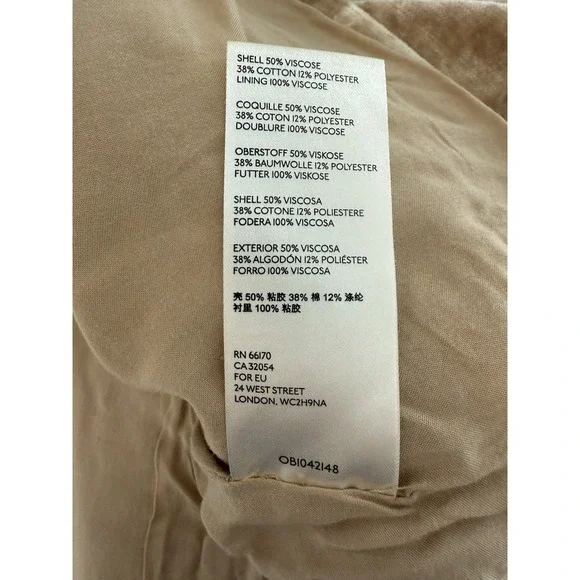 SHELL 50% VISCOSE
38% COTTON 12% POLYESTER
LINING 100% VISCOSE
COQUILLE 50% VISCOSE
38% COTON 12% POLYESTER
DOUBLURE 100% VISCOSE
OBERSTOFF 50% VISKOSE
38% BAUMWOLLE 12% POLYESTER
FUTTER 100% VISKOSE
SHELL 50% VISCOSA
38% COTONE 12% POLIESTERE
FODERA 100% VISCOSA
EXTERIOR 50% VISCOSA
38% ALGODÓN 12% POLIÉSTER
FORRO 100% VISCOSA
壳 50% 粘胶 38% 棉 12% 涤纶
衬里 100% 粘胶
RN 66170
CA 32054
FOR EU
24 WEST STREET
LONDON, WC2H9NA
OB1042148